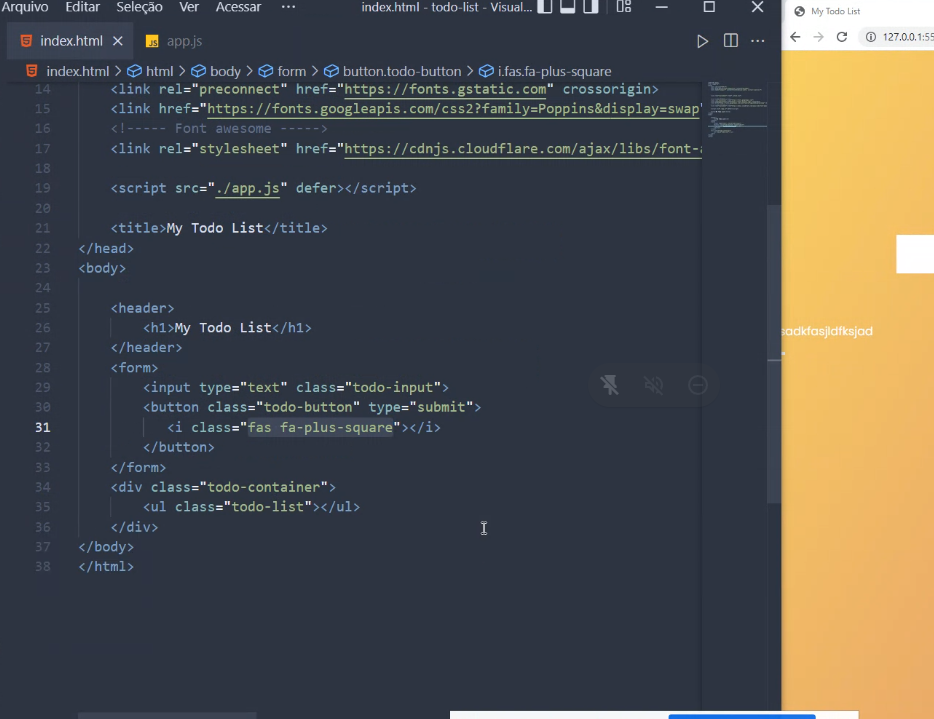 Arquivo Editar Seleção Ver Acessar ··· index.html - todo-list - Visual...
My Todo List
index.html app.js
127.0.0.1:55
index.html > html > body > form > button.todo-button > i.fas.fa-plus-square
14 <link rel="preconnect" href="https://fonts.gstatic.com" crossorigin>
15 <link href="https://fonts.googleapis.com/css2?family=Poppins&display=swap
16 <!----- Font awesome ----->
17 <link rel="stylesheet" href="https://cdnjs.cloudflare.com/ajax/libs/font-
18
19 <script src="./app.js" defer></script>
20
21 <title>My Todo List</title>
22 </head>
23 <body>
24
25 <header>
26 <h1>My Todo List</h1>
27 </header>
28 <form>
29 <input type="text" class="todo-input">
30 <button class="todo-button" type="submit">
31 <i class="fas fa-plus-square"></i>
32 </button>
33 </form>
34 <div class="todo-container">
35 <ul class="todo-list"></ul>
36 </div>
37 </body>
38 </html>
sadkfasjldfksjad